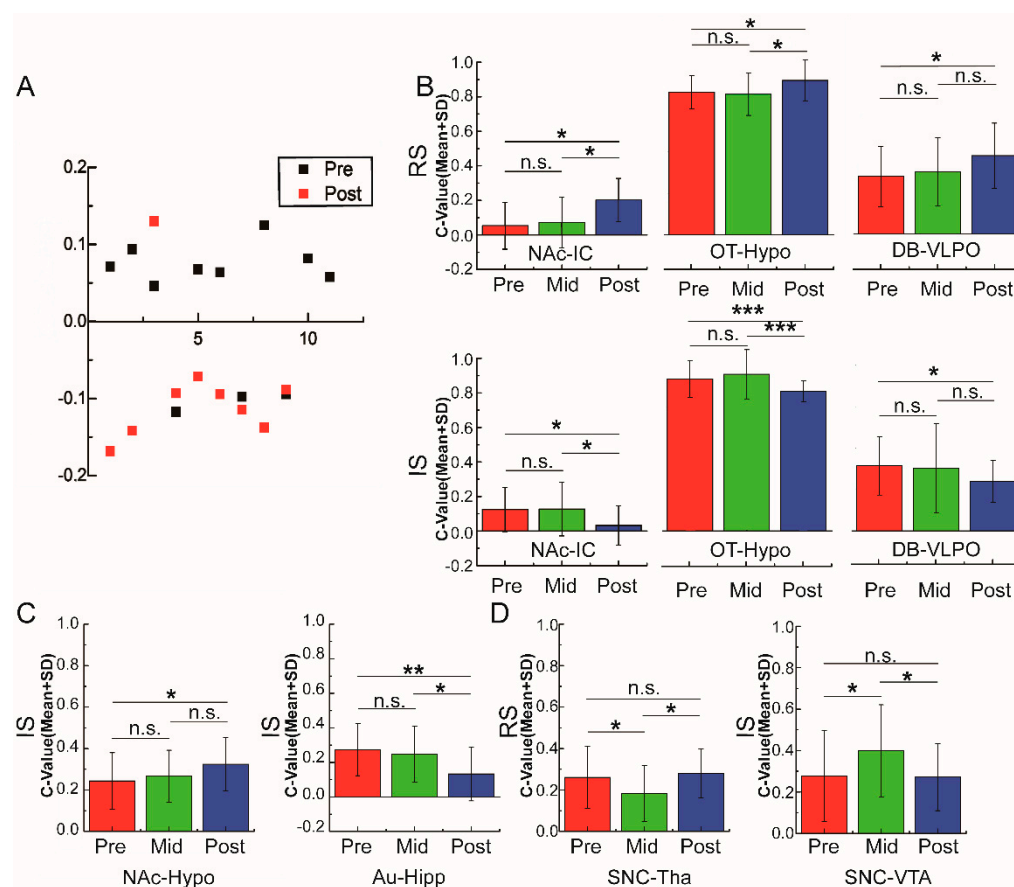 A
0.2
0.1
0.0
-0.1
-0.2
5
10
Pre
Post
B
RS
C-Value(Mean+SD)
1.0
0.8
0.6
0.4
0.2
0.0
-0.2
*
n.s.
*
NAc-IC
Pre Mid Post
*
n.s.
*
OT-Hypo
Pre Mid Post
*
n.s.
n.s.
DB-VLPO
Pre Mid Post
IS
C-Value(Mean+SD)
1.0
0.8
0.6
0.4
0.2
0.0
-0.2
*
n.s.
*
NAc-IC
Pre Mid Post
***
n.s.
***
OT-Hypo
Pre Mid Post
*
n.s.
n.s.
DB-VLPO
Pre Mid Post
C
IS
C-Value(Mean+SD)
1.0
0.8
0.6
0.4
0.2
0.0
*
n.s.
n.s.
Pre Mid Post
NAc-Hypo
IS
C-Value(Mean+SD)
1.0
0.8
0.6
0.4
0.2
0.0
-0.2
**
n.s.
*
Pre Mid Post
Au-Hipp
D
RS
C-Value(Mean+SD)
1.0
0.8
0.6
0.4
0.2
0.0
n.s.
*
*
Pre Mid Post
SNC-Tha
IS
C-Value(Mean+SD)
1.0
0.8
0.6
0.4
0.2
0.0
n.s.
*
*
Pre Mid Post
SNC-VTA